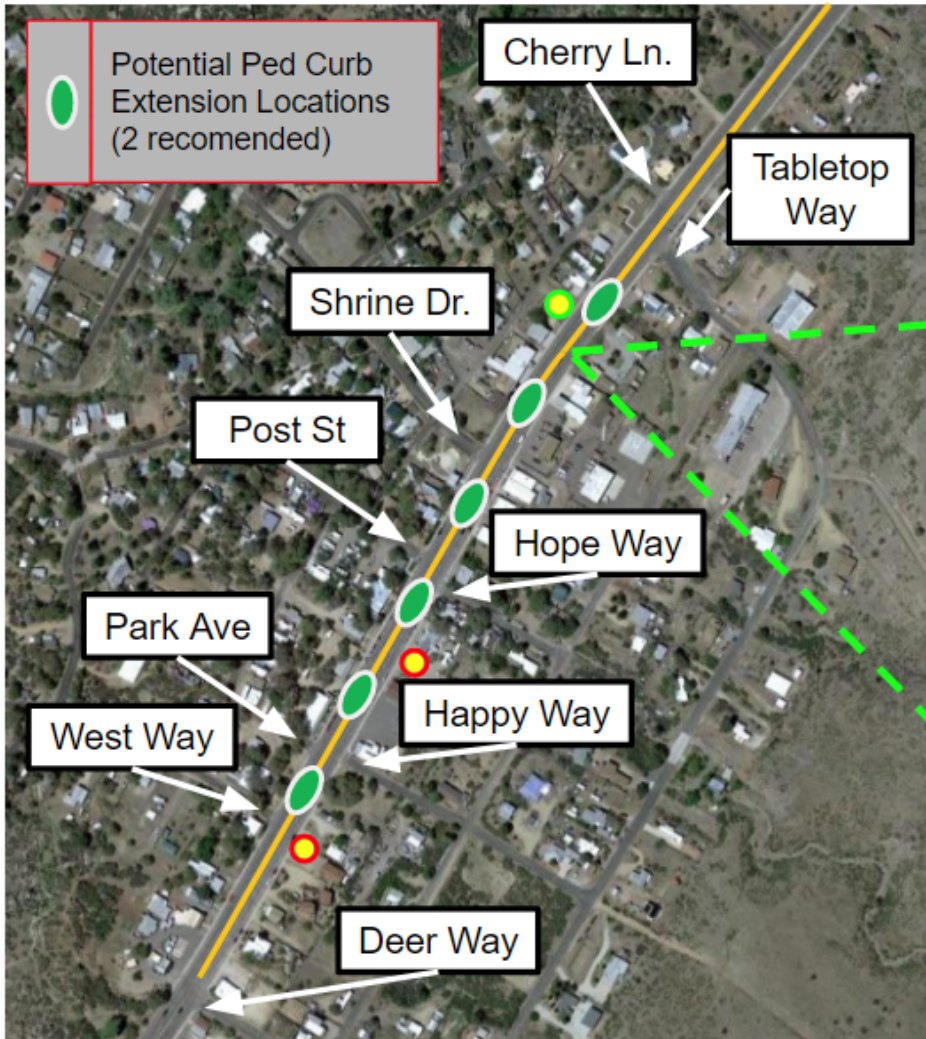 Potential Ped Curb
Extension Locations
(2 recomended)
Cherry Ln.
Tabletop
Way
Shrine Dr.
Post St
Hope Way
Park Ave
Happy Way
West Way
Deer Way